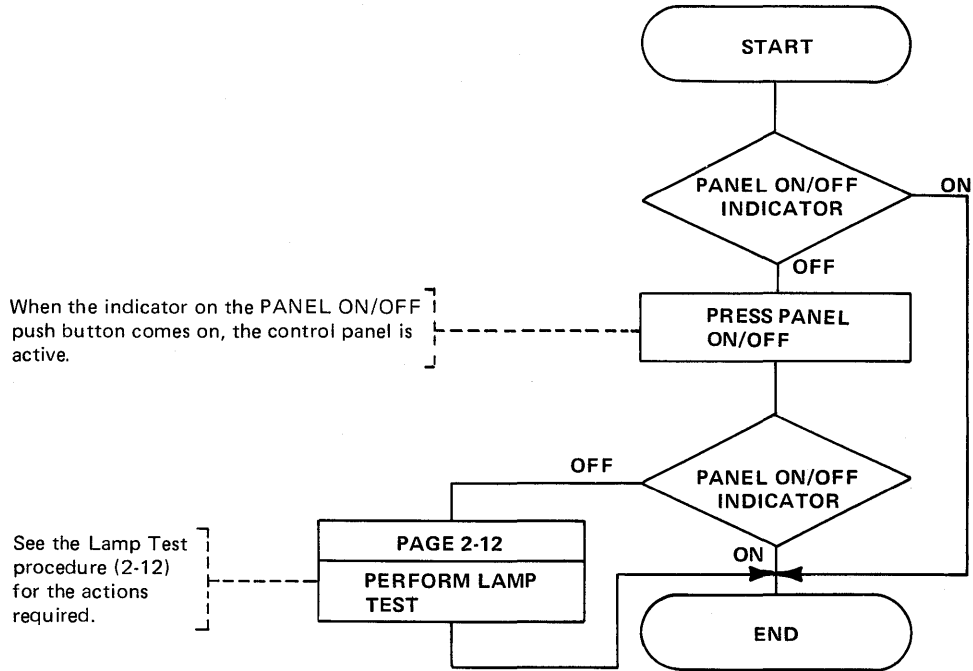 START
PANEL ON/OFF
INDICATOR
ON
OFF
When the indicator on the PANEL ON/OFF
push button comes on, the control panel is
active.
PRESS PANEL
ON/OFF
OFF
PANEL ON/OFF
INDICATOR
See the Lamp Test
procedure (2-12)
for the actions
required.
PAGE 2-12
PERFORM LAMP
TEST
ON
END